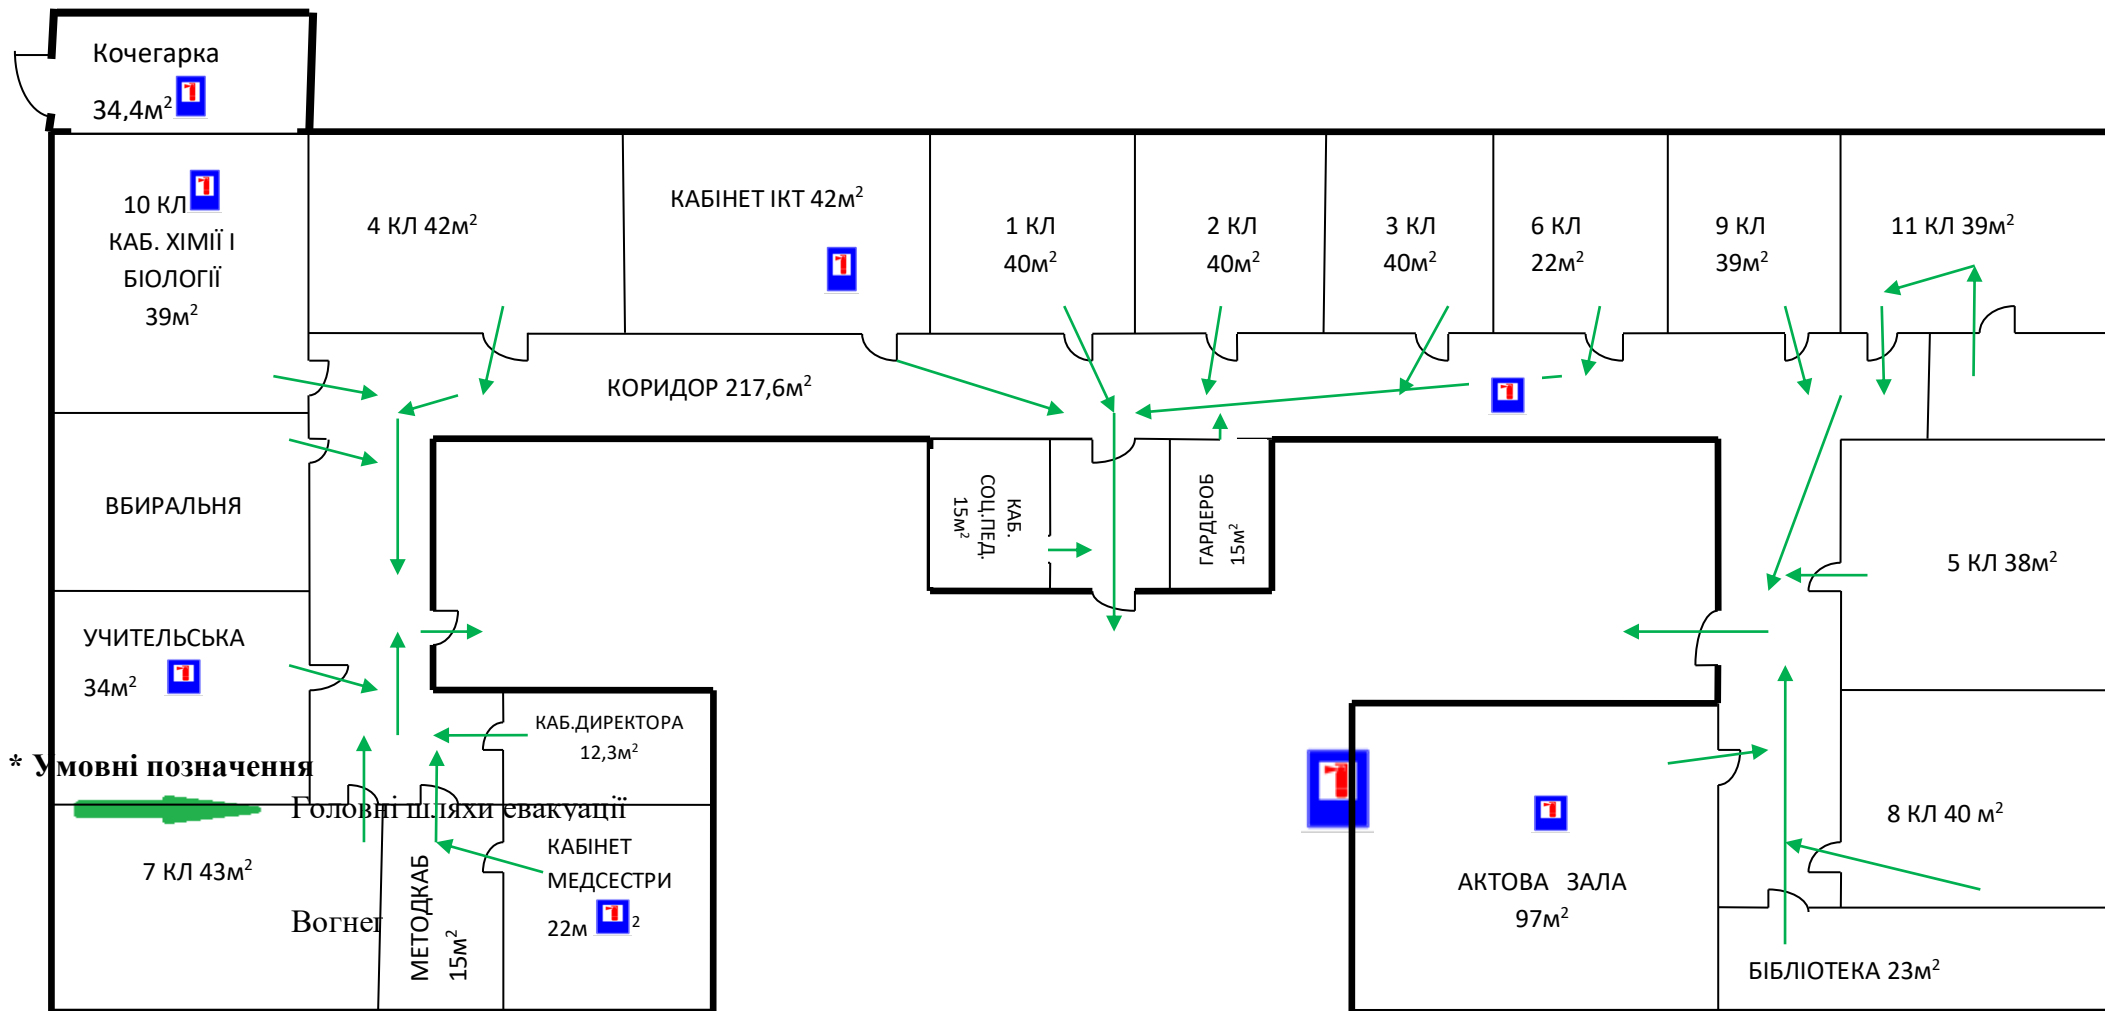 Кочегарка
34,4м²
10 КЛ
КАБ. ХІМІЇ І
БІОЛОГІЇ
39м²
4 КЛ 42м²
КАБІНЕТ ІКТ 42м²
1 КЛ
40м²
2 КЛ
40м²
3 КЛ
40м²
6 КЛ
22м²
9 КЛ
39м²
11 КЛ 39м²
КОРИДОР 217,6м²
ВБИРАЛЬНЯ
КАБ.
СОЦ.ПЕД.
15м²
ГАРДЕРОБ
15м²
5 КЛ 38м²
УЧИТЕЛЬСЬКА
34м²
КАБ.ДИРЕКТОРА
12,3м²
* Умовні позначення
Головні шляхи евакуації
7 КЛ 43м²
Вогнег
МЕТОДКАБ
15м²
КАБІНЕТ
МЕДСЕСТРИ
22м ²
АКТОВА ЗАЛА
97м²
8 КЛ 40 м²
БІБЛІОТЕКА 23м²